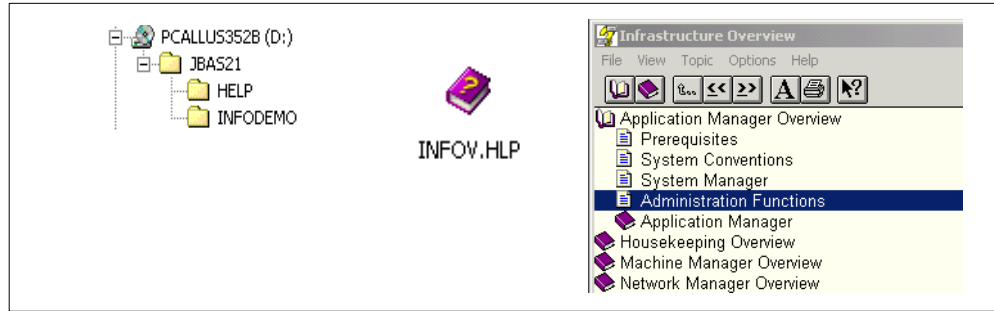 PCALLUS352B (D:)
JBAS21
HELP
INFODEMO
INFOV.HLP
Infrastructure Overview
File View Topic Options Help
Application Manager Overview
Prerequisites
System Conventions
System Manager
Administration Functions
Application Manager
Housekeeping Overview
Machine Manager Overview
Network Manager Overview